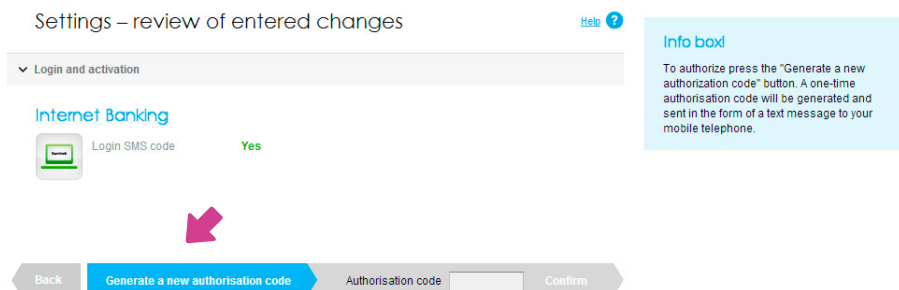 Settings – review of entered changes
Help ?
Login and activation
Internet Banking
Login SMS code Yes
Back
Generate a new authorisation code
Authorisation code
Confirm
Info box!
To authorize press the "Generate a new
authorization code" button. A one-time
authorisation code will be generated and
sent in the form of a text message to your
mobile telephone.